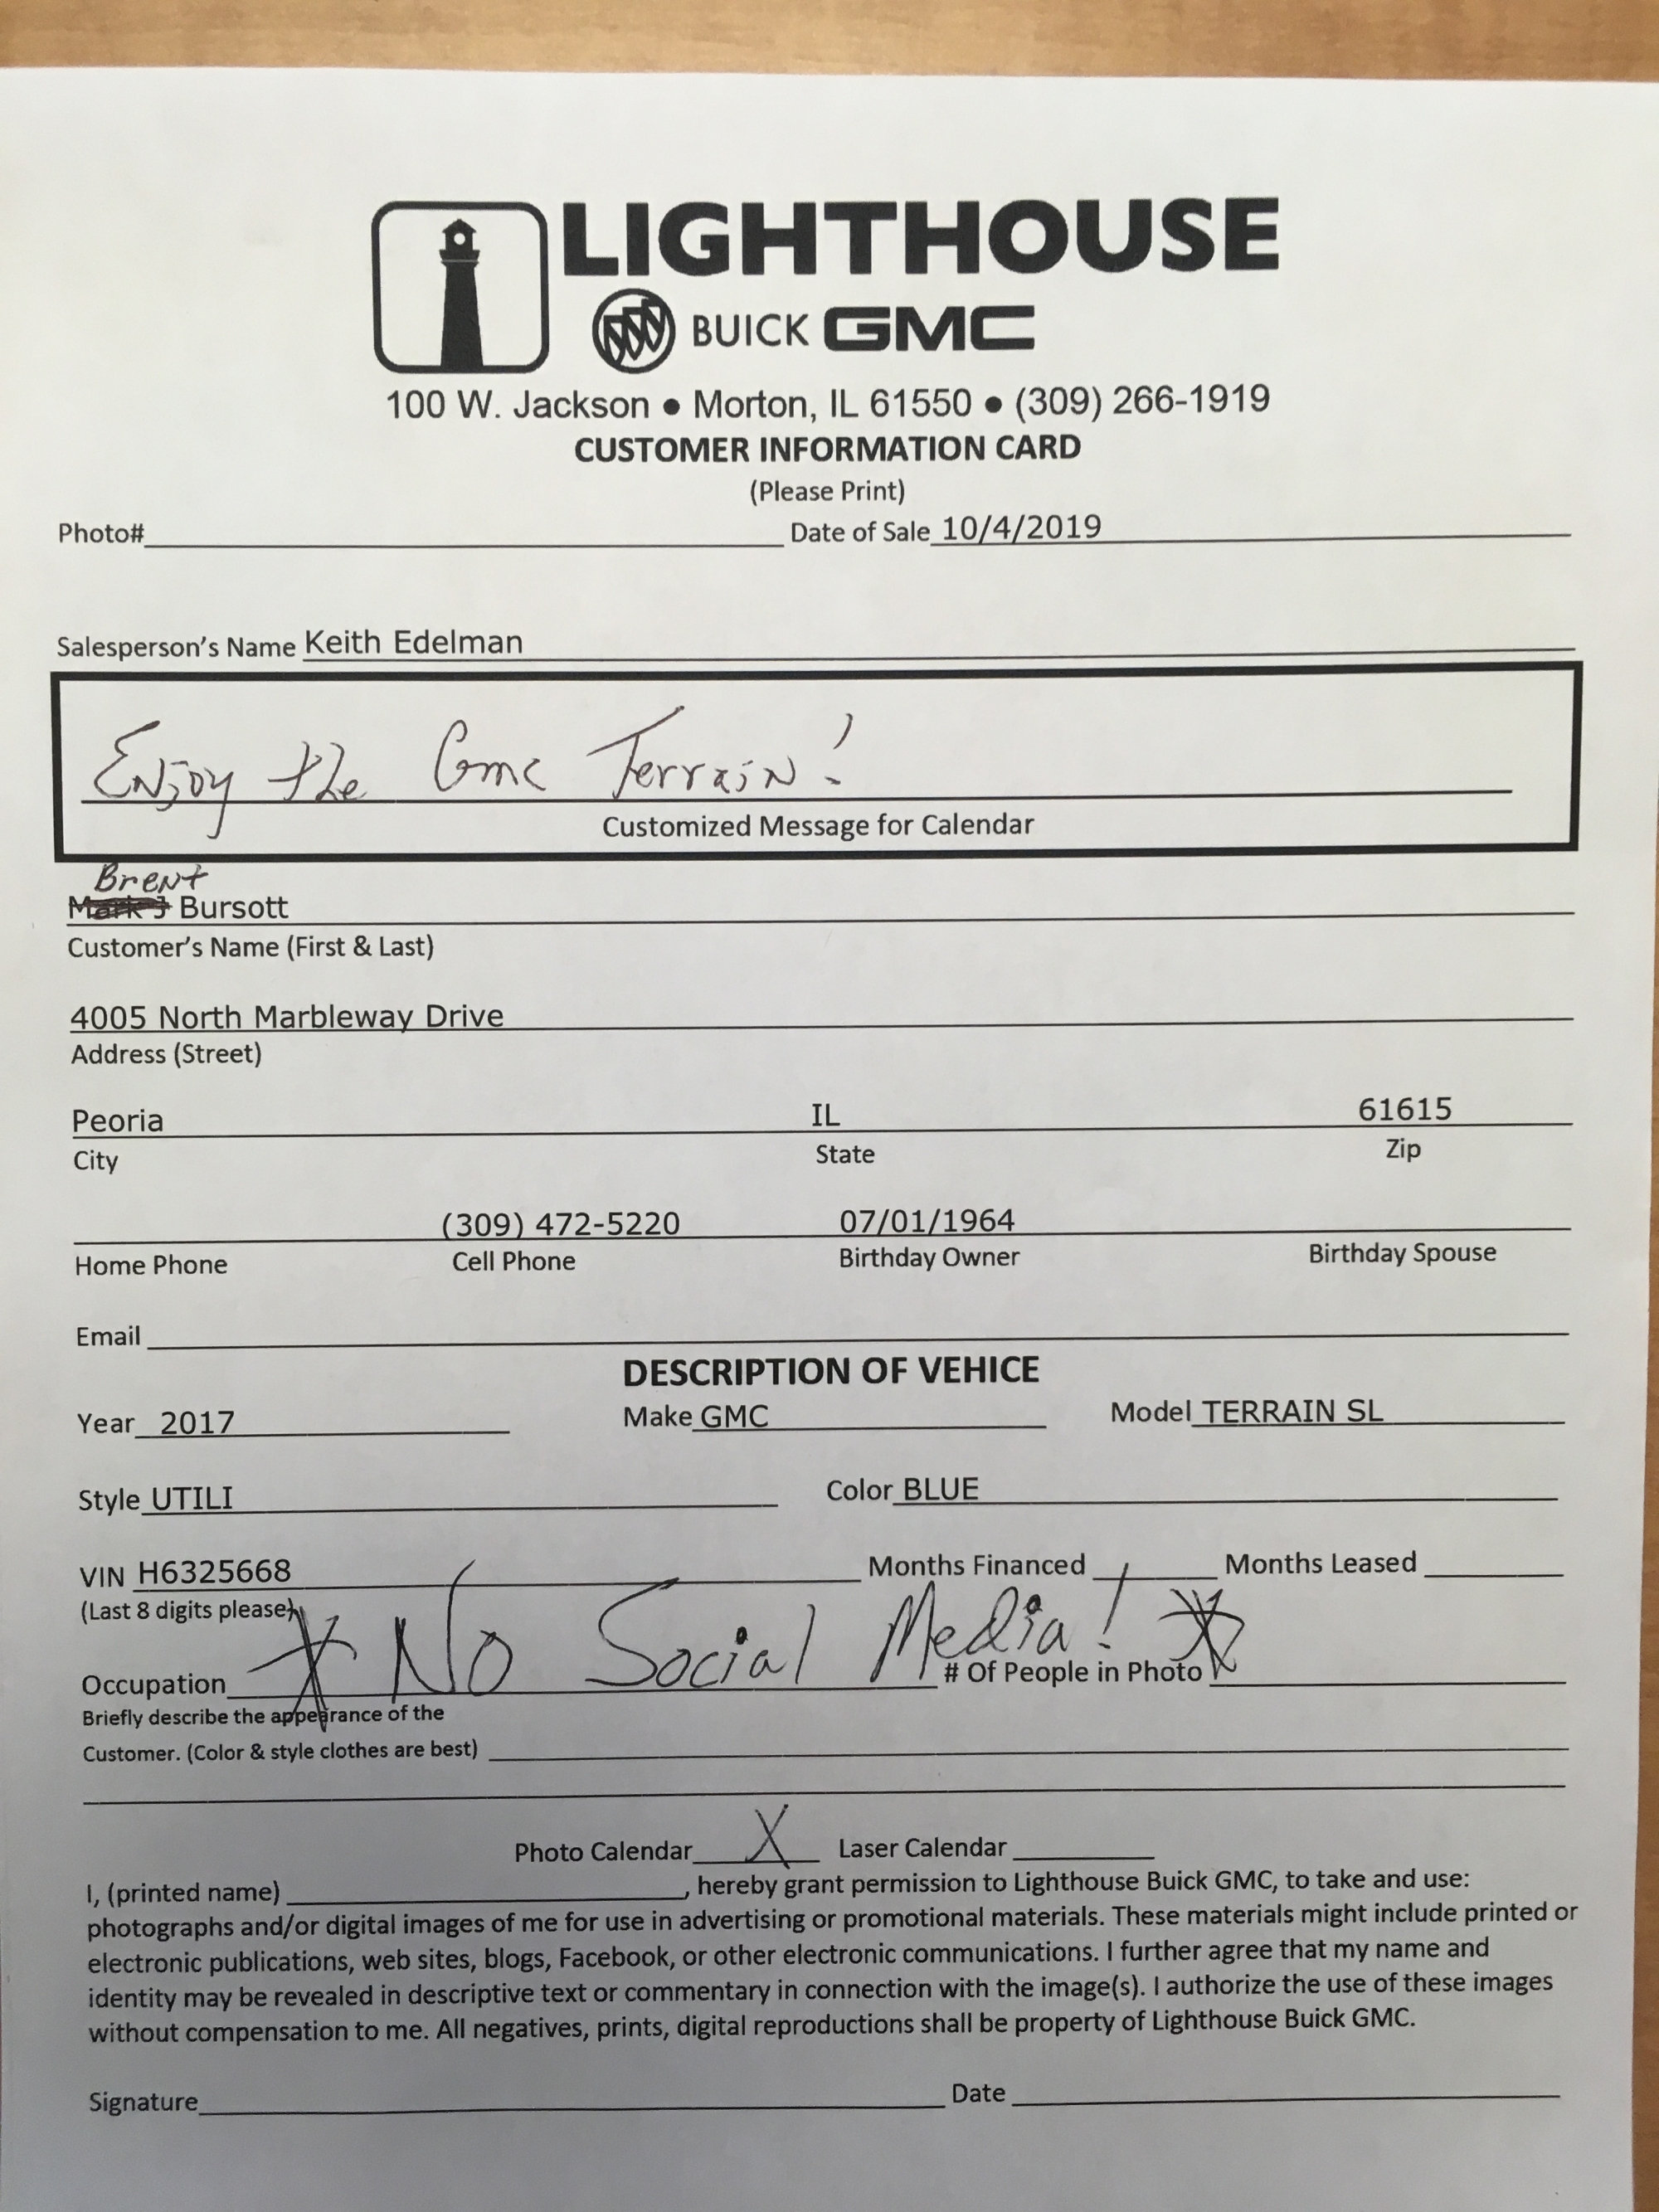 LIGHTHOUSE
BUICK GMC
100 W. Jackson ● Morton, IL 61550 ● (309) 266-1919
CUSTOMER INFORMATION CARD
(Please Print)
Photo# Date of Sale 10/4/2019
Salesperson's Name Keith Edelman
Enjoy the Gmc Terrain!
Customized Message for Calendar
Brent
Mark J Bursott
Customer's Name (First & Last)
4005 North Marbleway Drive
Address (Street)
Peoria IL 61615
City State Zip
(309) 472-5220 07/01/1964
Home Phone Cell Phone Birthday Owner Birthday Spouse
Email
DESCRIPTION OF VEHICE
Year 2017 Make GMC Model TERRAIN SL
Style UTILI Color BLUE
VIN H6325668 Months Financed Months Leased
(Last 8 digits please)
* No Social Media! *
Occupation # Of People in Photo
Briefly describe the appearance of the
Customer. (Color & style clothes are best)
Photo Calendar X Laser Calendar
I, (printed name) , hereby grant permission to Lighthouse Buick GMC, to take and use:
photographs and/or digital images of me for use in advertising or promotional materials. These materials might include printed or
electronic publications, web sites, blogs, Facebook, or other electronic communications. I further agree that my name and
identity may be revealed in descriptive text or commentary in connection with the image(s). I authorize the use of these images
without compensation to me. All negatives, prints, digital reproductions shall be property of Lighthouse Buick GMC.
Signature Date